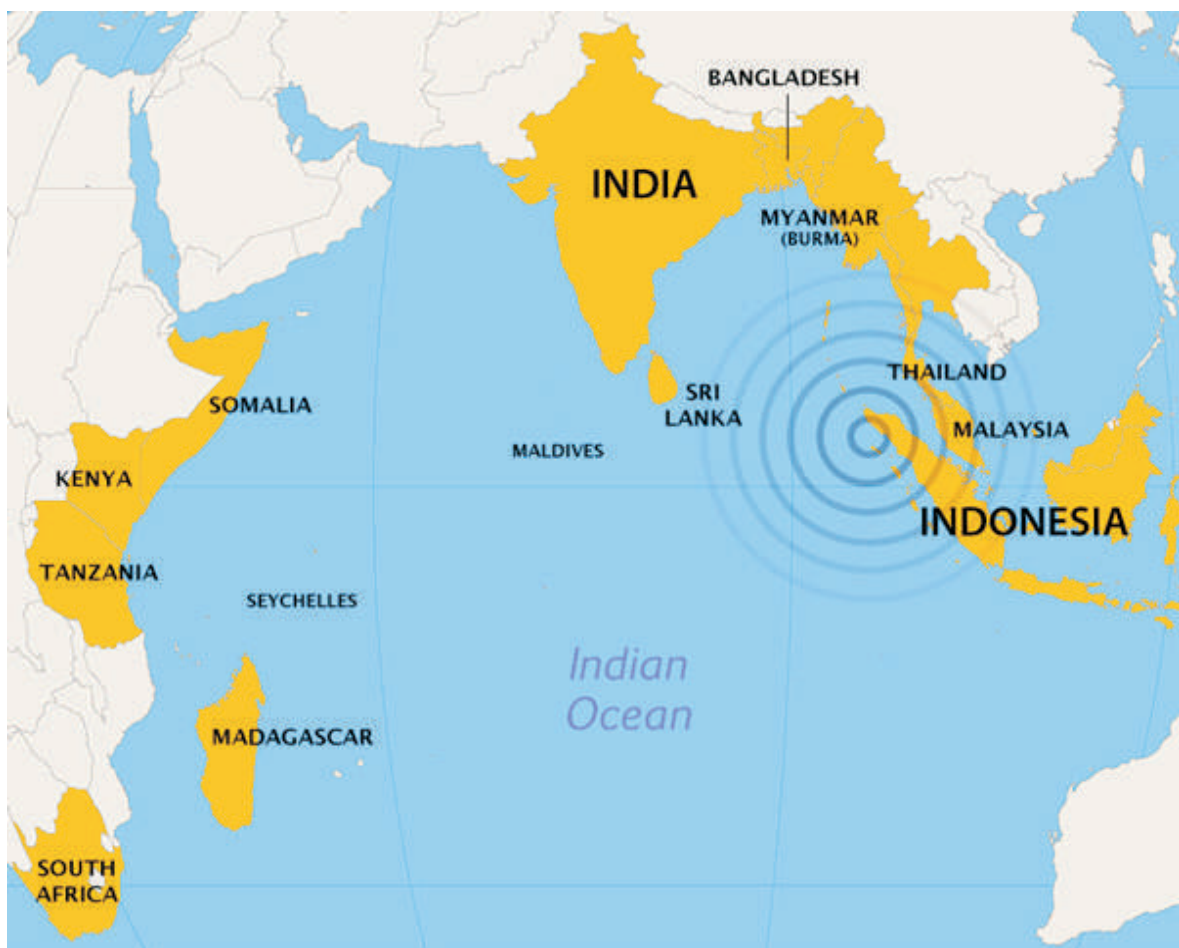 BANGLADESH
INDIA
MYANMAR
(BURMA)
THAILAND
SRI
LANKA
SOMALIA
MALAYSIA
MALDIVES
KENYA
INDONESIA
TANZANIA
SEYCHELLES
Indian
Ocean
MADAGASCAR
SOUTH
AFRICA